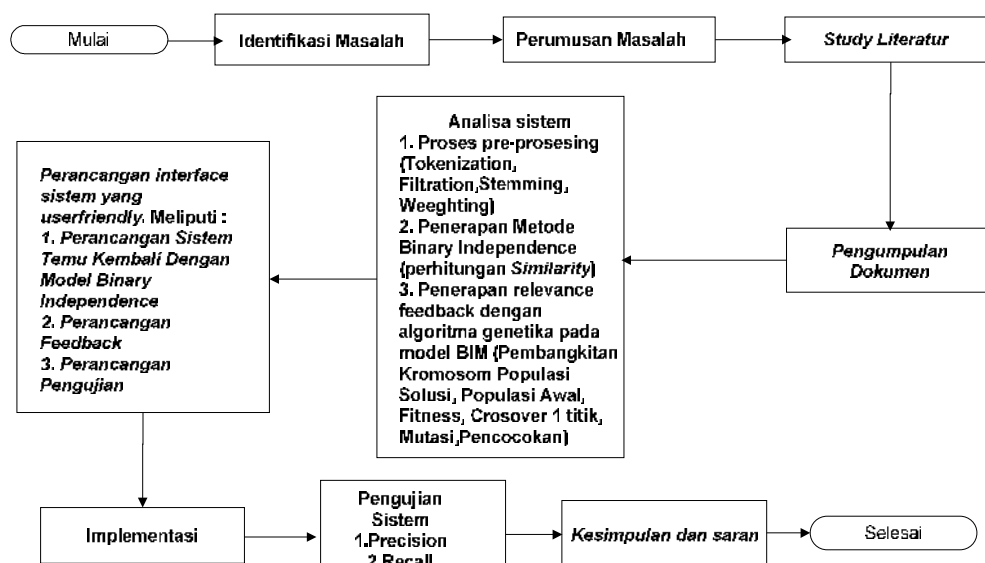 Mulai
Identifikasi Masalah
Perumusan Masalah
Study Literatur
Pengumpulan
Dokumen
Analisa sistem
1. Proses pre-prosesing
(Tokenization,
Filtration,Stemming,
Weeghting)
2. Penerapan Metode
Binary Independence
(perhitungan Similarity)
3. Penerapan relevance
feedback dengan
algoritma genetika pada
model BIM (Pembangkitan
Kromosom Populasi
Solusi, Populasi Awal,
Fitness, Crosover 1 titik,
Mutasi,Pencocokan)
Perancangan interface
sistem yang
userfriendly. Meliputi :
1. Perancangan Sistem
Temu Kembali Dengan
Model Binary
Independence
2. Perancangan
Feedback
3. Perancangan
Pengujian
Implementasi
Pengujian
Sistem
1.Precision
2.Recall
Kesimpulan dan saran
Selesai